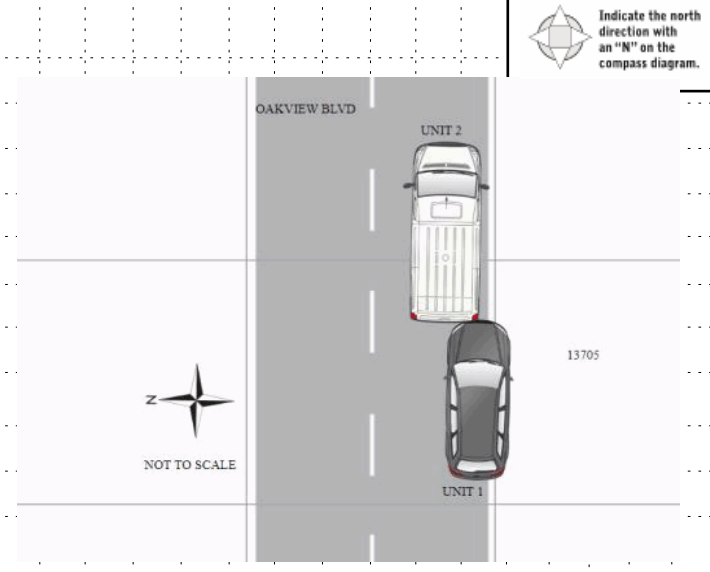 Indicate the north
direction with
an “N” on the
compass diagram.
OAKVIEW BLVD
UNIT 2
13705
N
NOT TO SCALE
UNIT 1